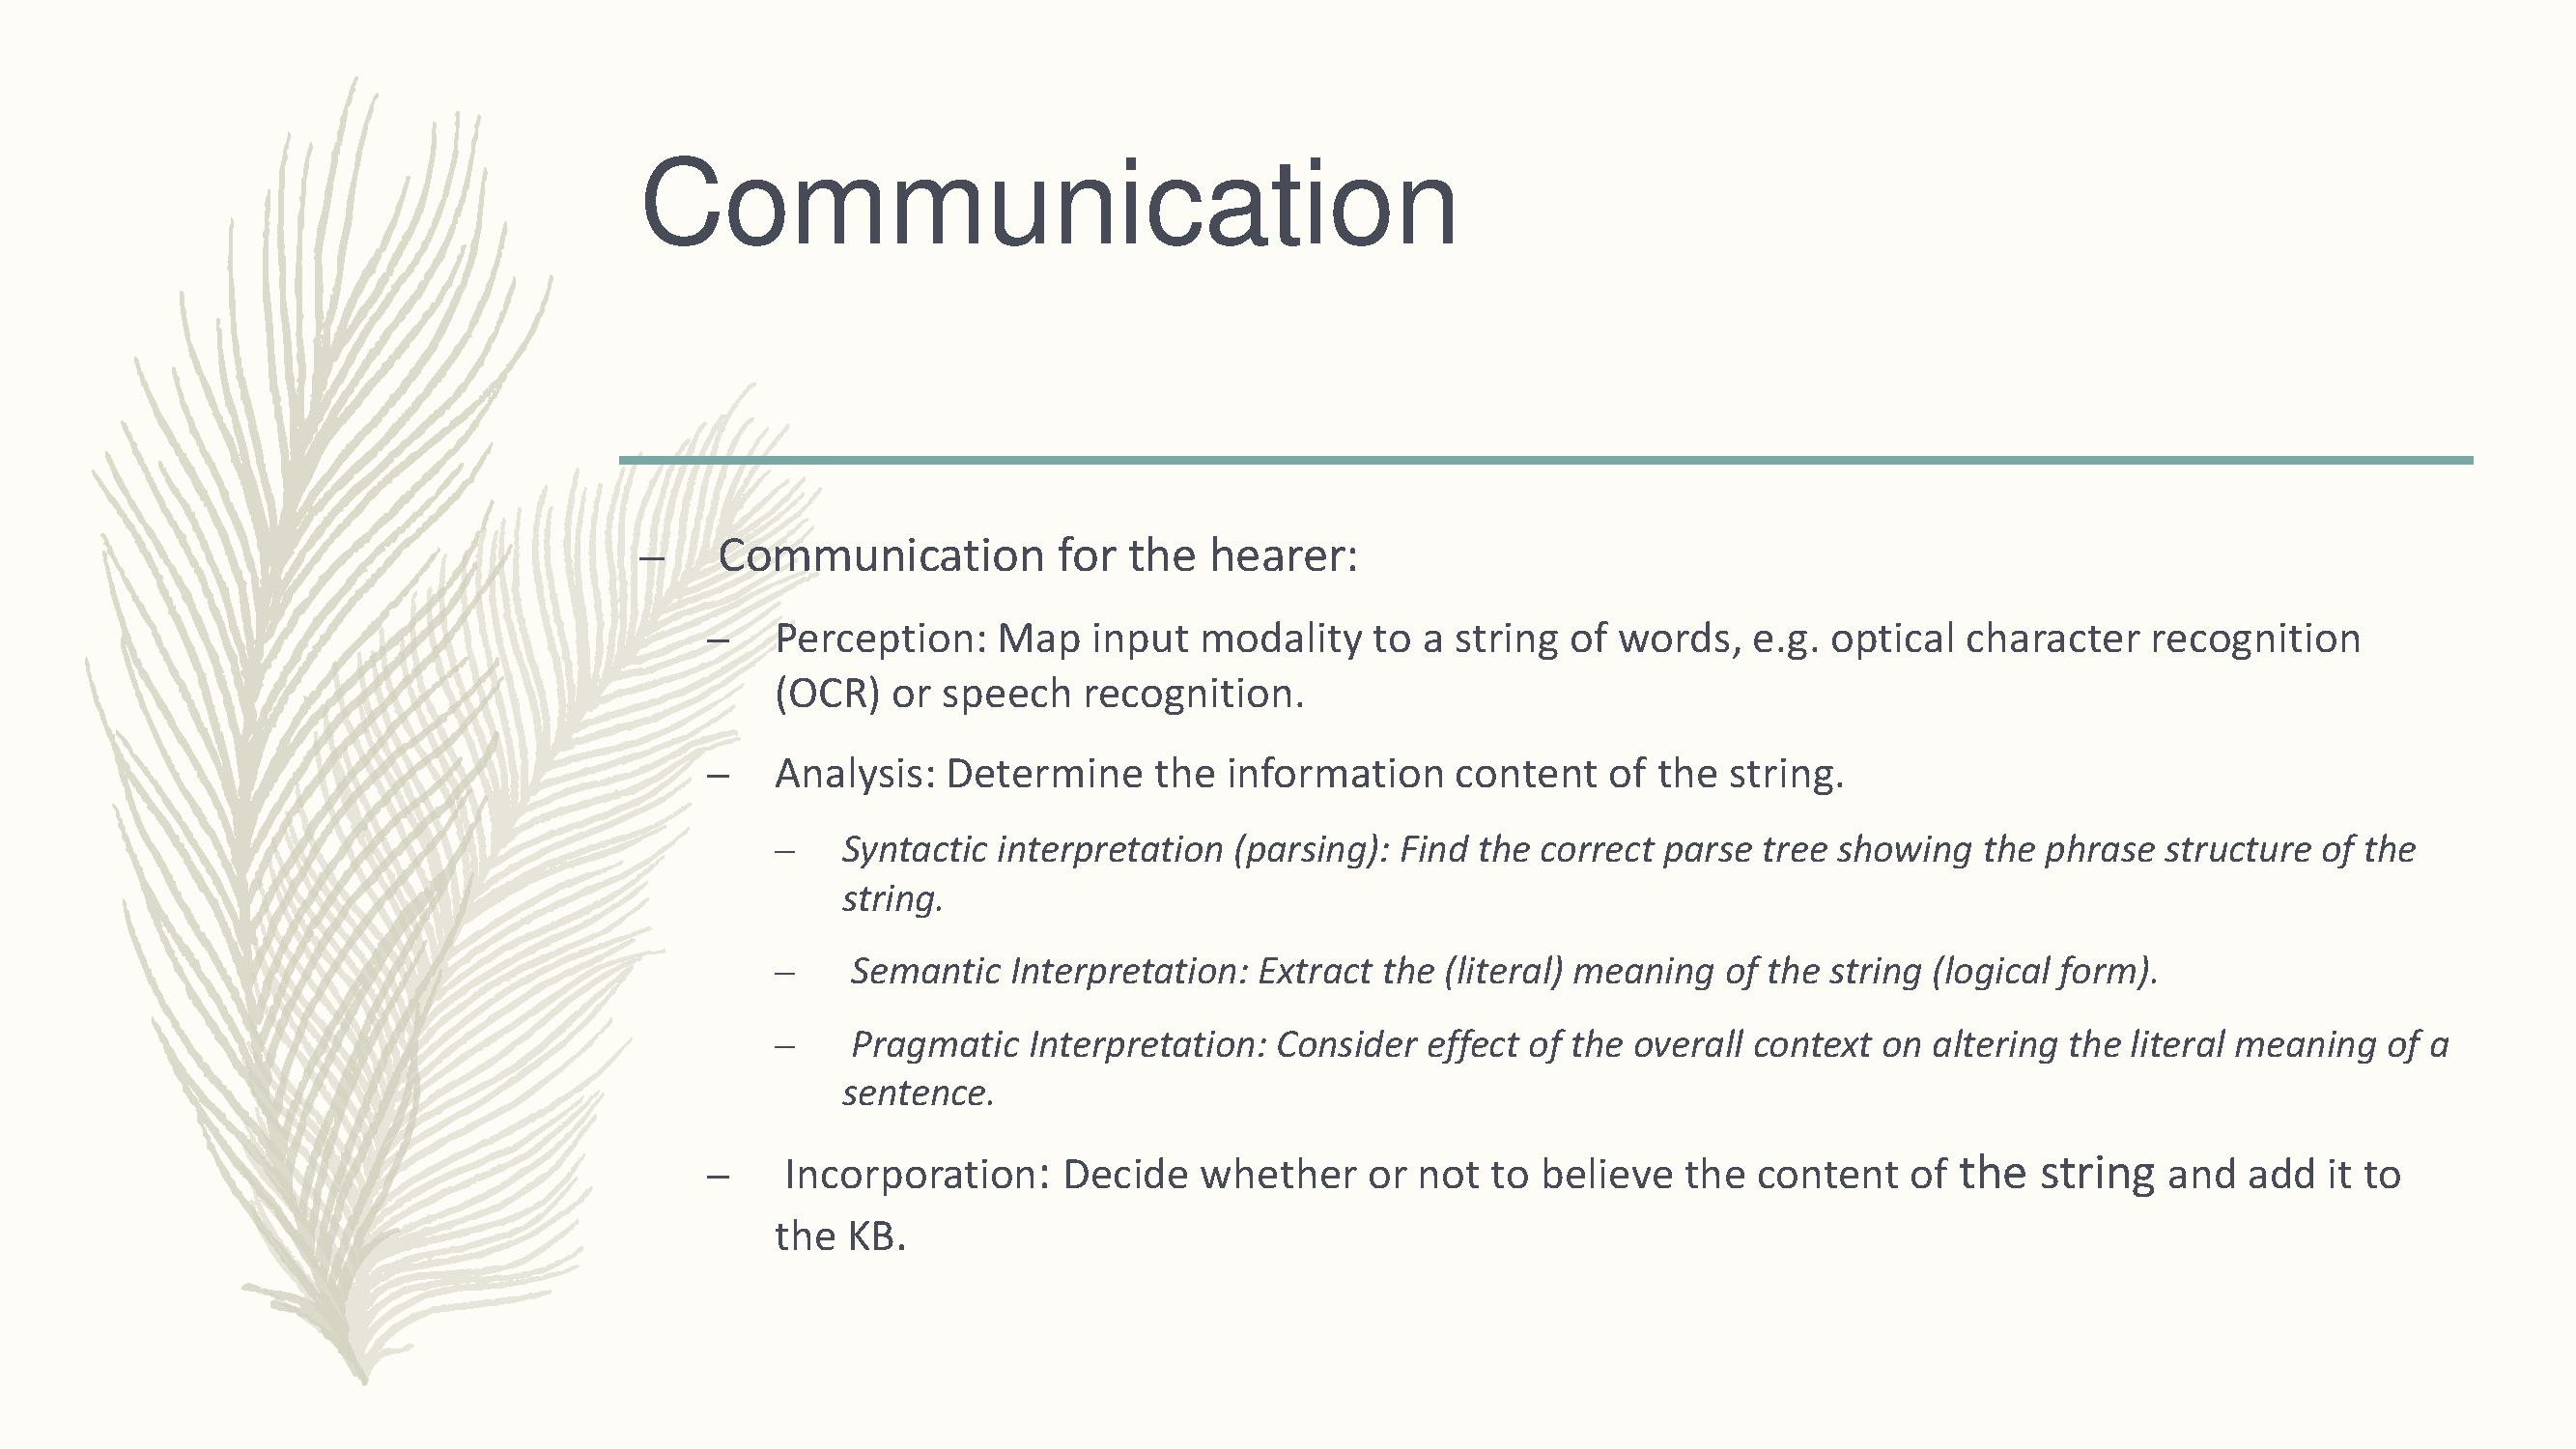 Communication
– Communication for the hearer:
– Perception: Map input modality to a string of words, e.g. optical character recognition
(OCR) or speech recognition.
– Analysis: Determine the information content of the string.
– Syntactic interpretation (parsing): Find the correct parse tree showing the phrase structure of the
string.
– Semantic Interpretation: Extract the (literal) meaning of the string (logical form).
– Pragmatic Interpretation: Consider effect of the overall context on altering the literal meaning of a
sentence.
– Incorporation: Decide whether or not to believe the content of the string and add it to
the KB.